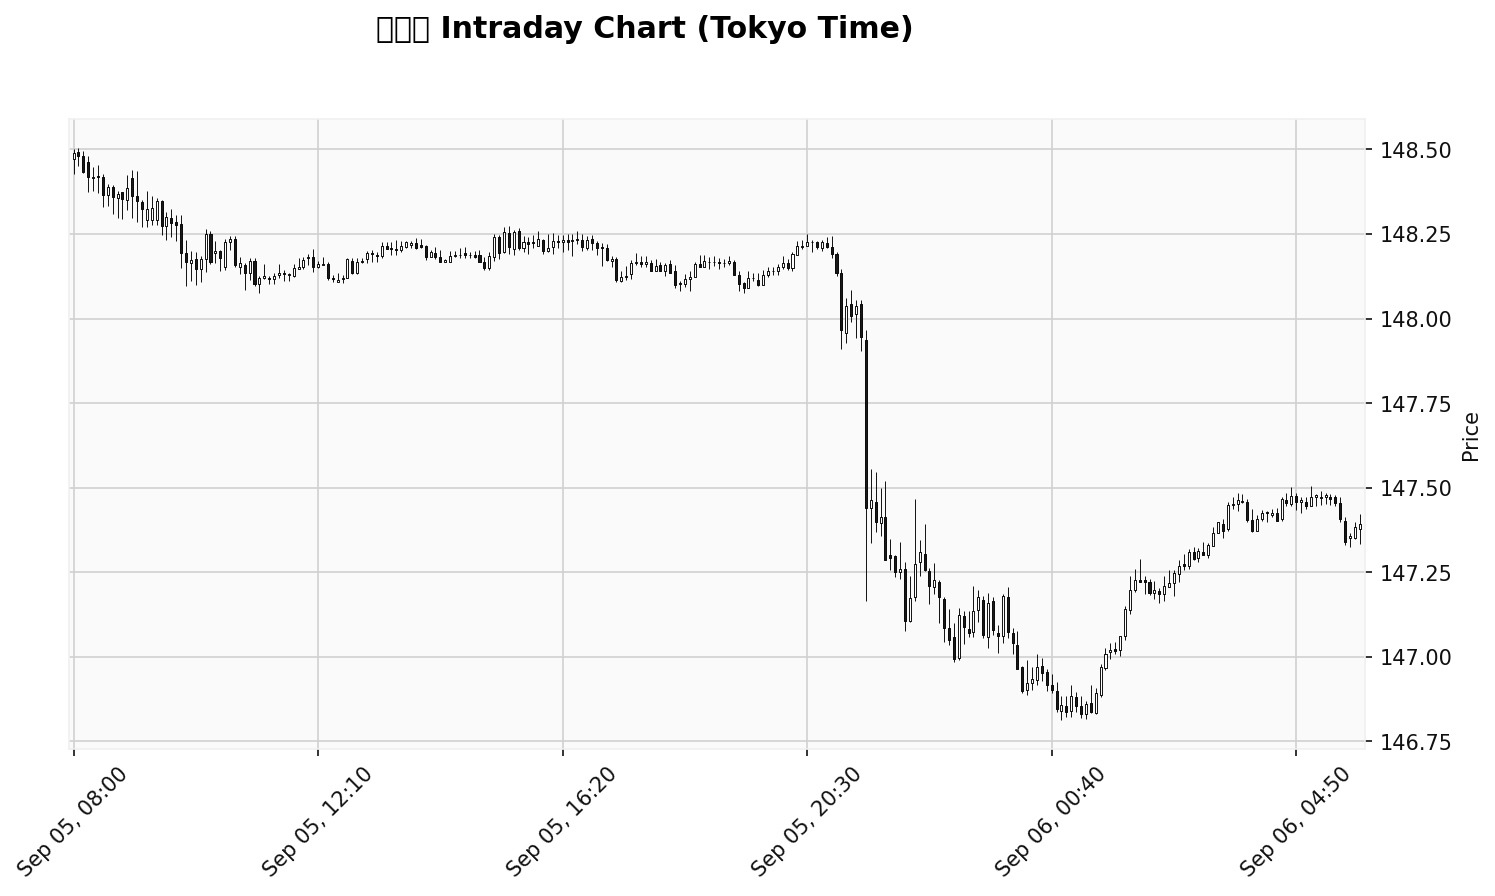 Intraday Chart (Tokyo Time)
148.50
148.25
148.00
147.75
147.50
147.25
147.00
146.75
Price
Sep 05, 08:00
Sep 05, 12:10
Sep 05, 16:20
Sep 05, 20:30
Sep 06, 00:40
Sep 06, 04:50